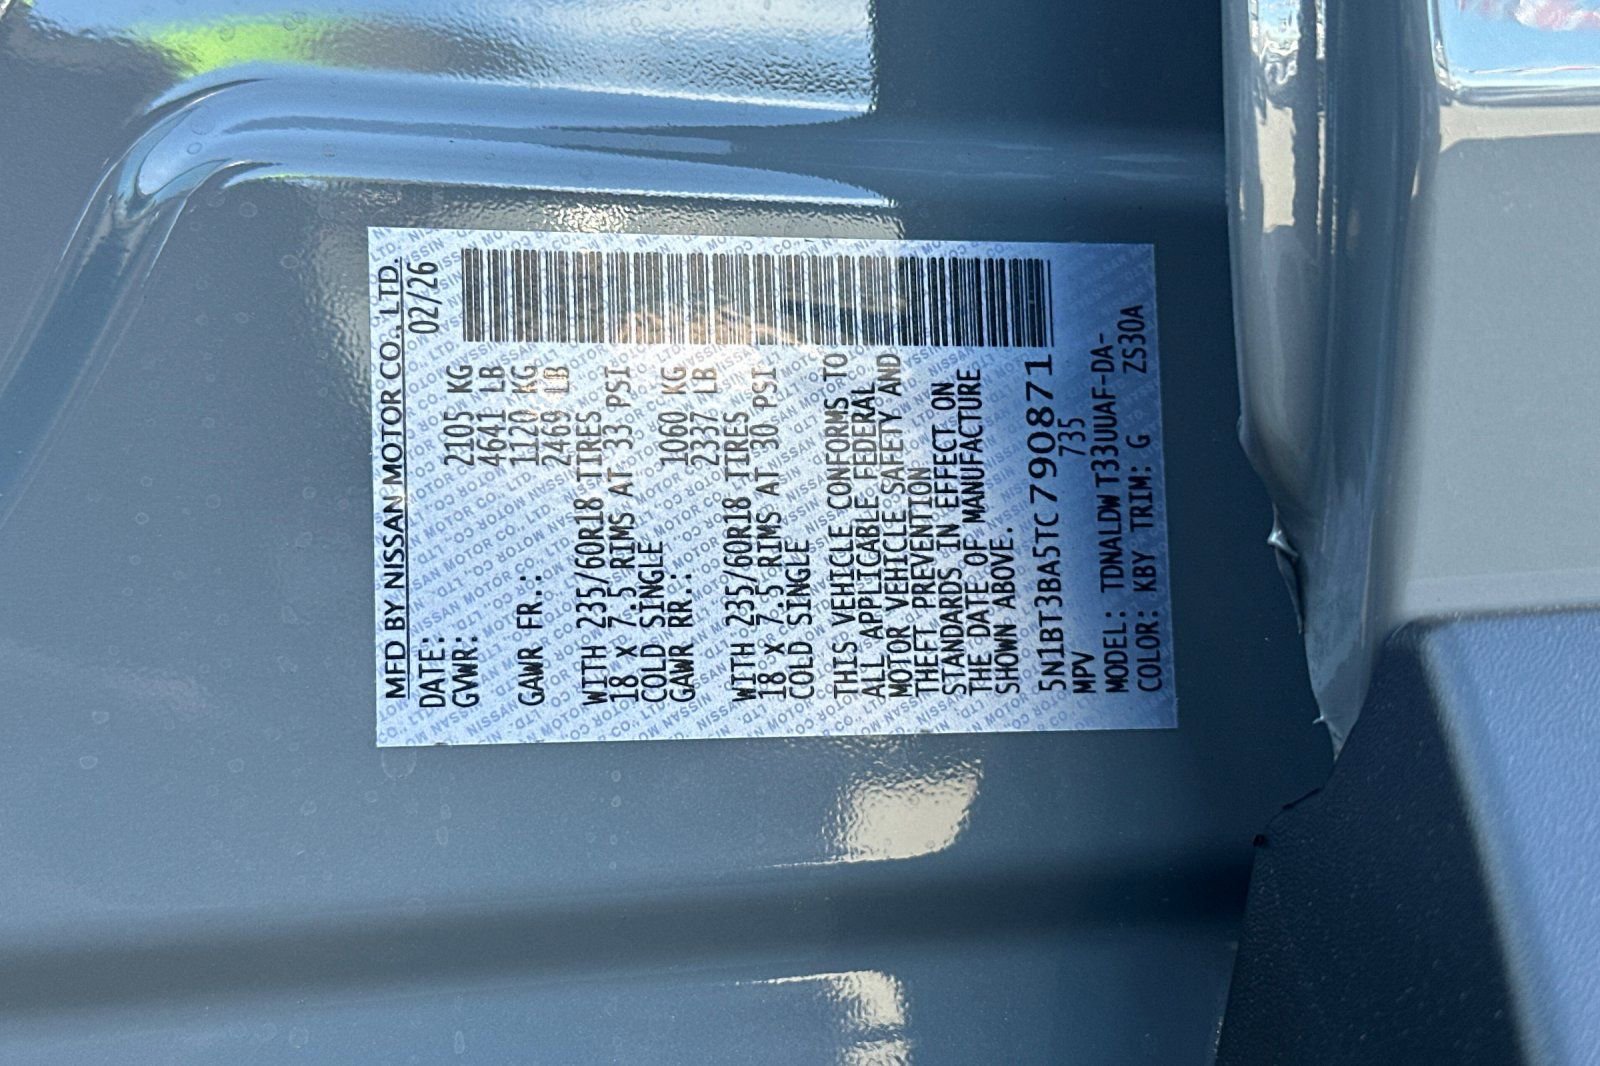 MFD BY NISSAN MOTOR CO., LTD.
DATE: 02/26
GVWR: 2105 KG
4641 LB
GAWR FR.: 1120 KG
2469 LB
WITH 235/60R18 TIRES
18 x 7.5 RIMS AT 33 PSI
COLD SINGLE
GAWR RR.: 1060 KG
2337 LB
WITH 235/60R18 TIRES
18 x 7.5 RIMS AT 30 PSI
COLD SINGLE
THIS VEHICLE CONFORMS TO
ALL APPLICABLE FEDERAL
MOTOR VEHICLE SAFETY AND
THEFT PREVENTION
STANDARDS IN EFFECT ON
THE DATE OF MANUFACTURE
SHOWN ABOVE.
5N1BT3BA5TC790871
MPV 735
MODEL: TDNALDW T33UUAF-DA-
COLOR: KBY TRIM: G ZS30A